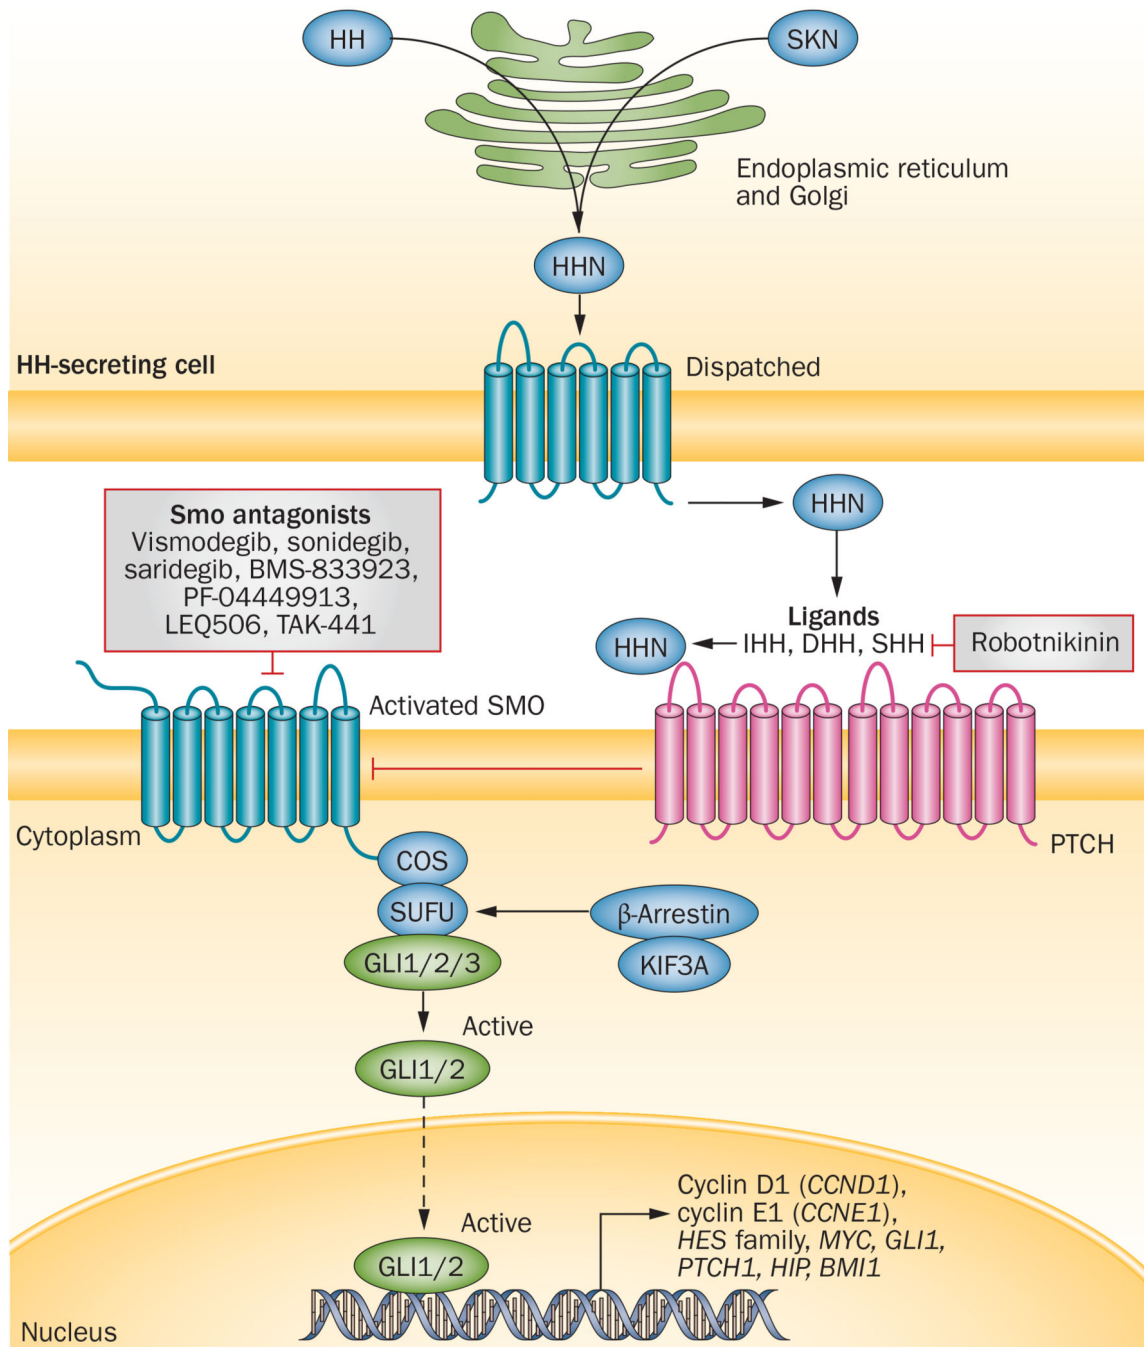 HH
SKN
Endoplasmic reticulum
and Golgi
HHN
HH-secreting cell
Dispatched
HHN
Smo antagonists
Vismodegib, sonidegib,
saridegib, BMS-833923,
PF-04449913,
LEQ506, TAK-441
Ligands
IHH, DHH, SHH
HHN
Robotnikinin
Activated SMO
Cytoplasm
PTCH
COS
SUFU
β-Arrestin
GLI1/2/3
KIF3A
Active
GLI1/2
Active
GLI1/2
Cyclin D1 (CCND1),
cyclin E1 (CCNE1),
HES family, MYC, GLI1,
PTCH1, HIP, BMI1
Nucleus